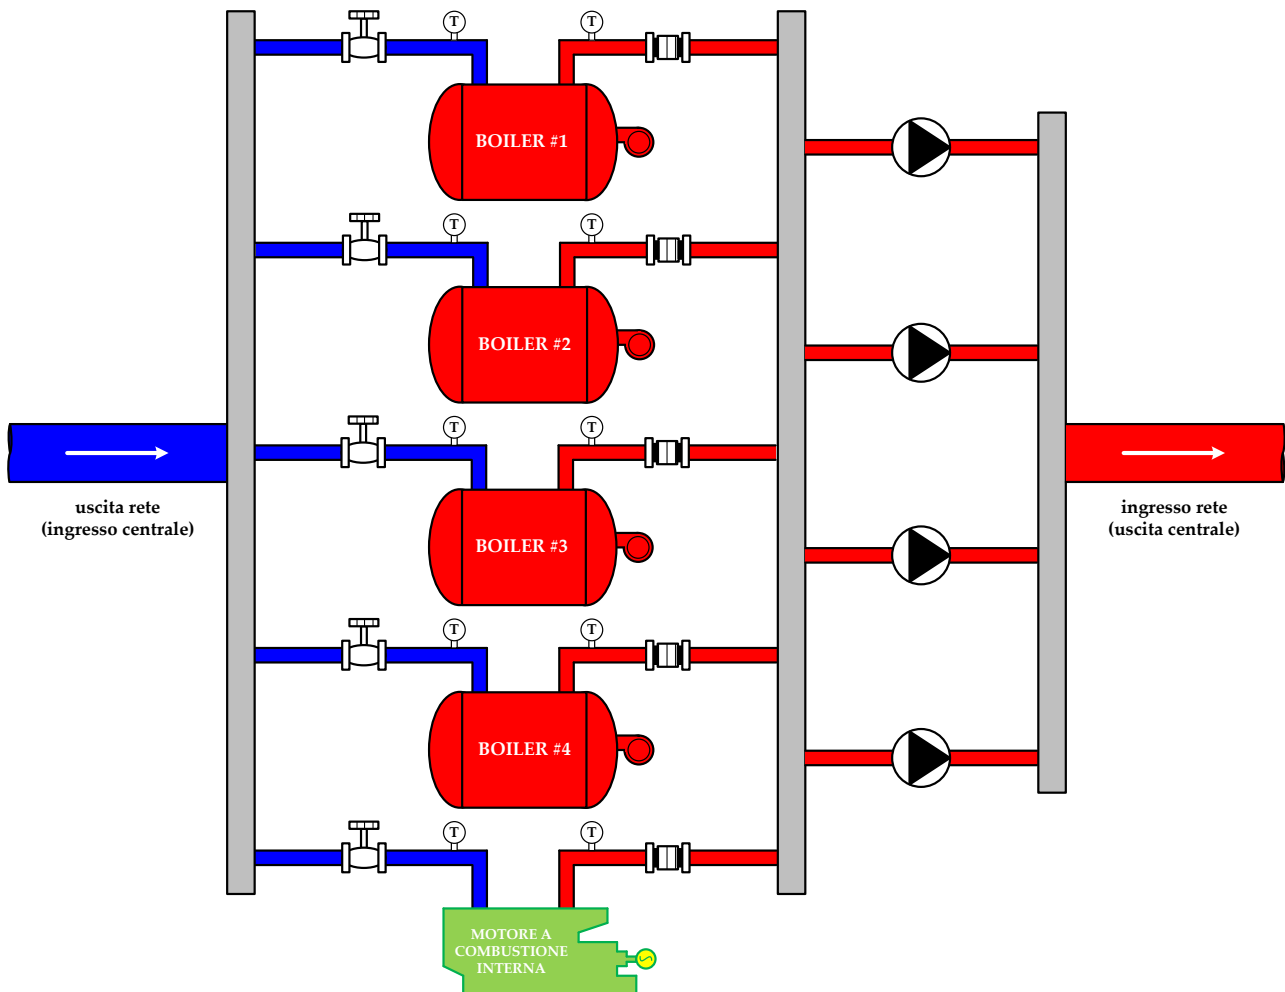 T
T
BOILER #1
T
T
BOILER #2
T
T
BOILER #3
uscita rete
(ingresso centrale)
ingresso rete
(uscita centrale)
T
T
BOILER #4
T
T
MOTORE A
COMBUSTIONE
INTERNA